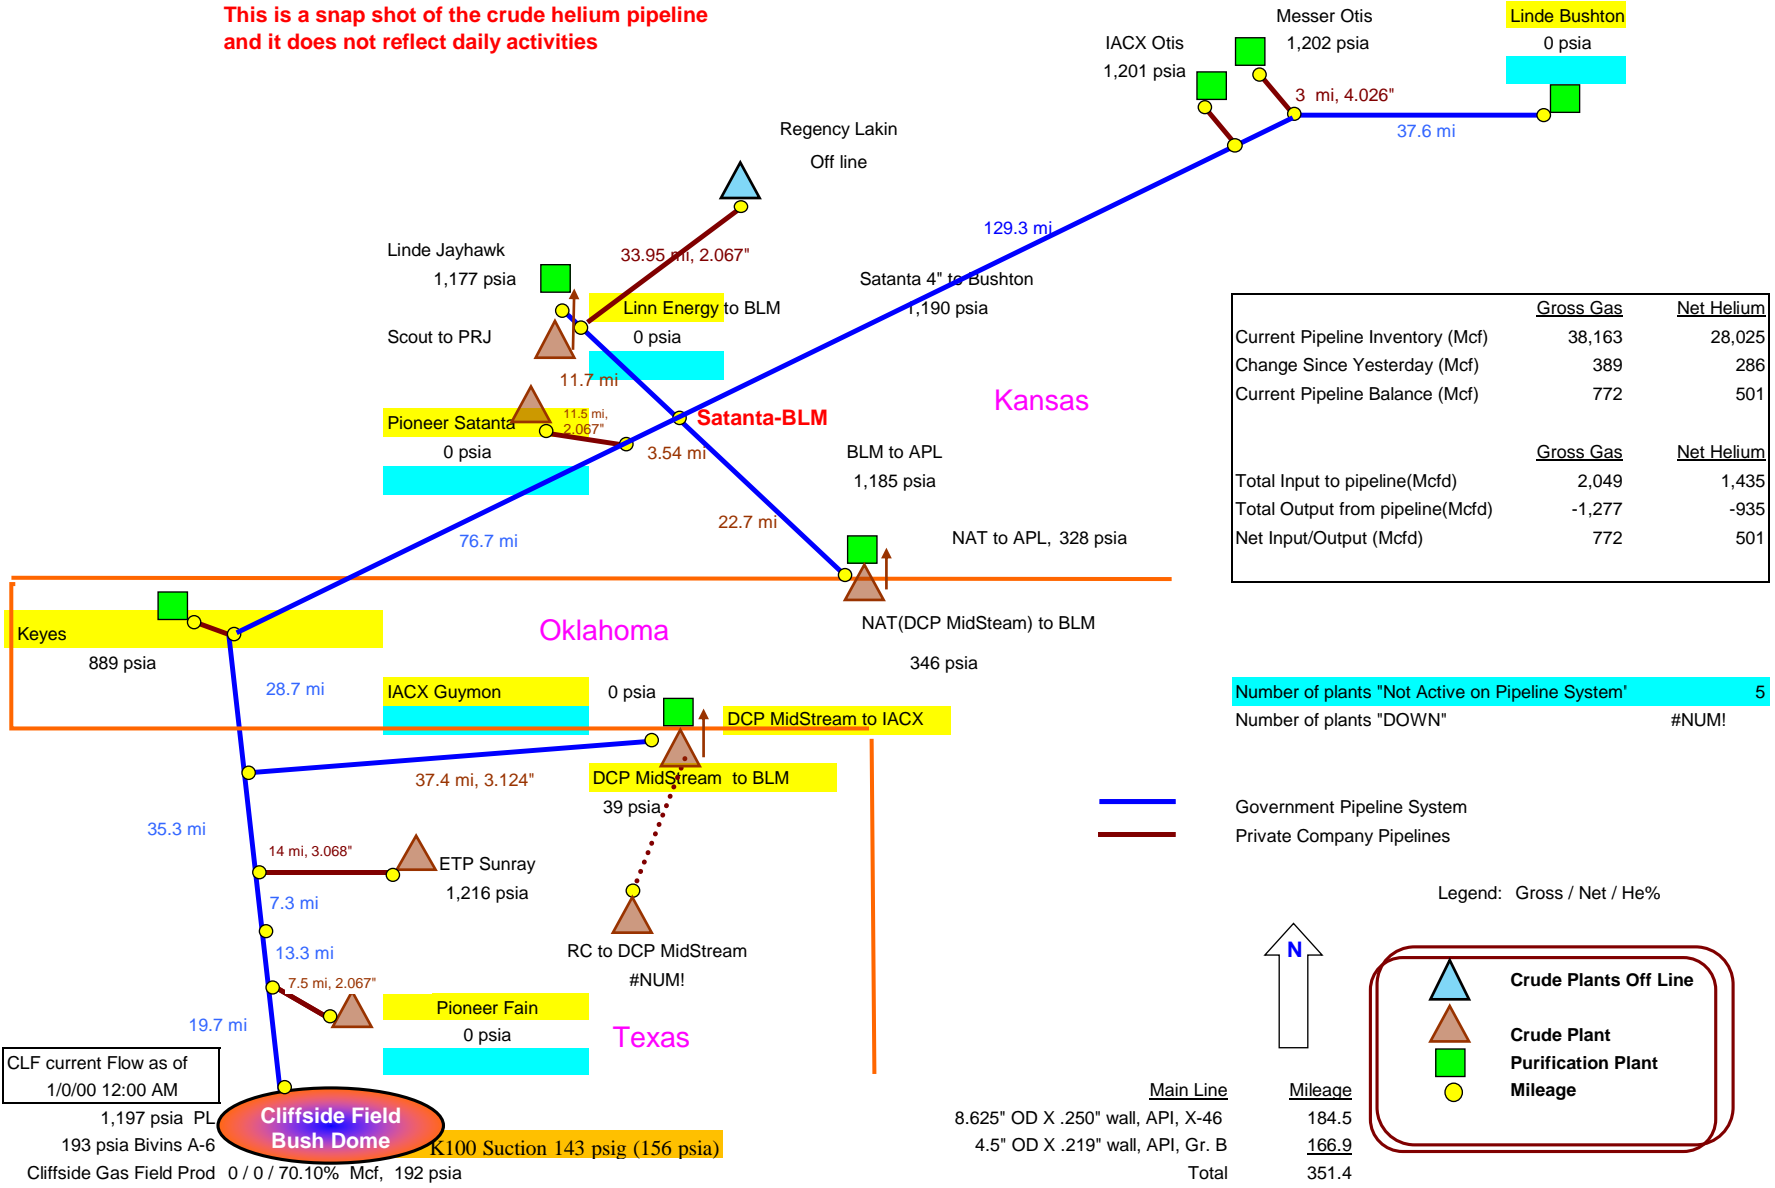 This is a snap shot of the crude helium pipeline
and it does not reflect daily activities
Messer Otis
1,202 psia
Linde Bushton
0 psia
IACX Otis
1,201 psia
3 mi, 4.026"
37.6 mi
Regency Lakin
Off line
129.3 mi
Linde Jayhawk
1,177 psia
33.95 mi, 2.067"
Satanta 4" to Bushton
1,190 psia
Linn Energy to BLM
0 psia
Scout to PRJ
11.7 mi
Pioneer Satanta
0 psia
11.5 mi,
2.067"
Satanta-BLM
3.54 mi
Kansas
BLM to APL
1,185 psia
22.7 mi
76.7 mi
NAT to APL, 328 psia
Gross Gas Net Helium
Current Pipeline Inventory (Mcf) 38,163 28,025
Change Since Yesterday (Mcf) 389 286
Current Pipeline Balance (Mcf) 772 501
Gross Gas Net Helium
Total Input to pipeline(Mcfd) 2,049 1,435
Total Output from pipeline(Mcfd) -1,277 -935
Net Input/Output (Mcfd) 772 501
Keyes
889 psia
Oklahoma
NAT(DCP MidSteam) to BLM
346 psia
28.7 mi
IACX Guymon
0 psia
DCP MidStream to IACX
Number of plants "Not Active on Pipeline System' 5
Number of plants "DOWN" #NUM!
37.4 mi, 3.124"
DCP MidStream to BLM
39 psia
Government Pipeline System
Private Company Pipelines
35.3 mi
14 mi, 3.068"
ETP Sunray
1,216 psia
7.3 mi
13.3 mi
RC to DCP MidStream
#NUM!
Legend: Gross / Net / He%
N
7.5 mi, 2.067"
Pioneer Fain
0 psia
19.7 mi
Texas
Crude Plants Off Line
Crude Plant
Purification Plant
Mileage
CLF current Flow as of
1/0/00 12:00 AM
1,197 psia PL
193 psia Bivins A-6
Cliffside Gas Field Prod 0 / 0 / 70.10% Mcf, 192 psia
Cliffside Field
Bush Dome
K100 Suction 143 psig (156 psia)
Main Line Mileage
8.625" OD X .250" wall, API, X-46 184.5
4.5" OD X .219" wall, API, Gr. B 166.9
Total 351.4